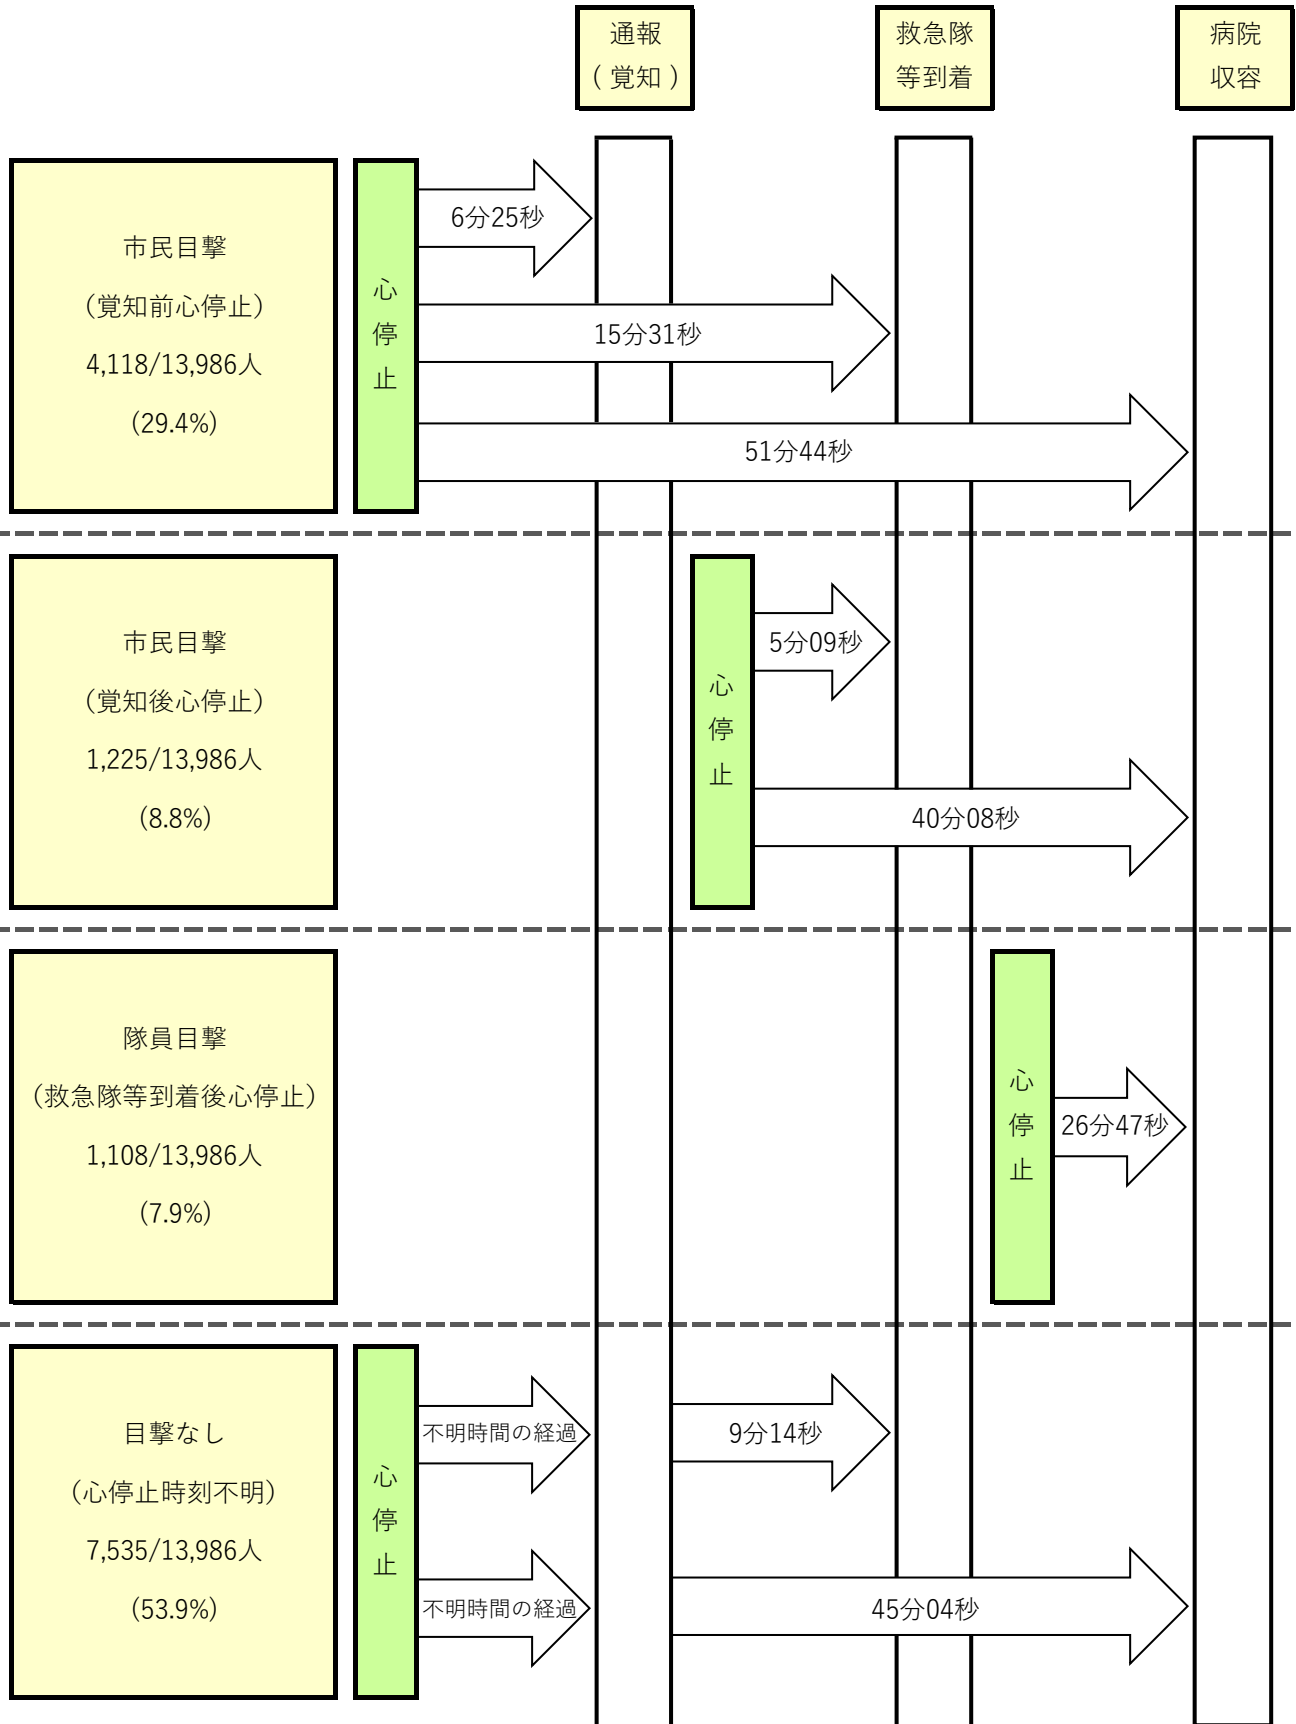 通報
（覚知）
救急隊
等到着
病院
収容
市民目撃
（覚知前心停止）
4,118/13,986人
(29.4%)
心
停
止
6分25秒
15分31秒
51分44秒
市民目撃
（覚知後心停止）
1,225/13,986人
(8.8%)
心
停
止
5分09秒
40分08秒
隊員目撃
（救急隊等到着後心停止）
1,108/13,986人
(7.9%)
心
停
止
26分47秒
目撃なし
（心停止時刻不明）
7,535/13,986人
(53.9%)
心
停
止
不明時間の経過
9分14秒
不明時間の経過
45分04秒